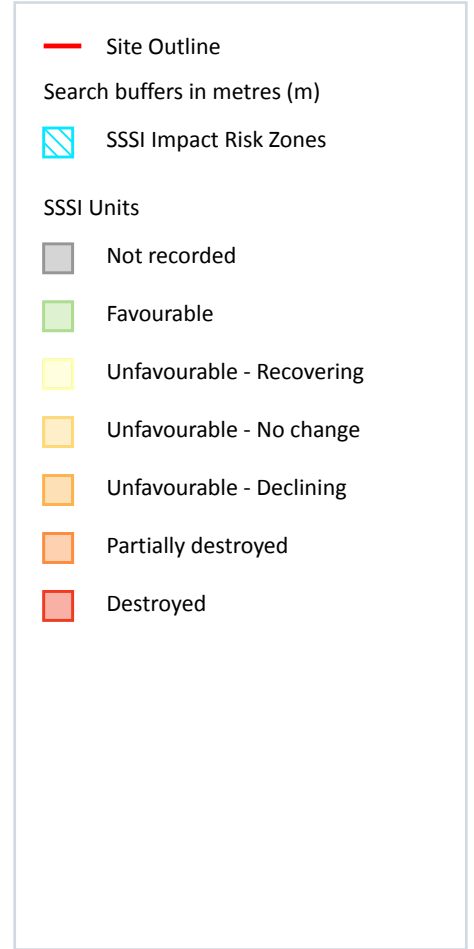 Site Outline
Search buffers in metres (m)
SSSI Impact Risk Zones
SSSI Units
Not recorded
Favourable
Unfavourable - Recovering
Unfavourable - No change
Unfavourable - Declining
Partially destroyed
Destroyed